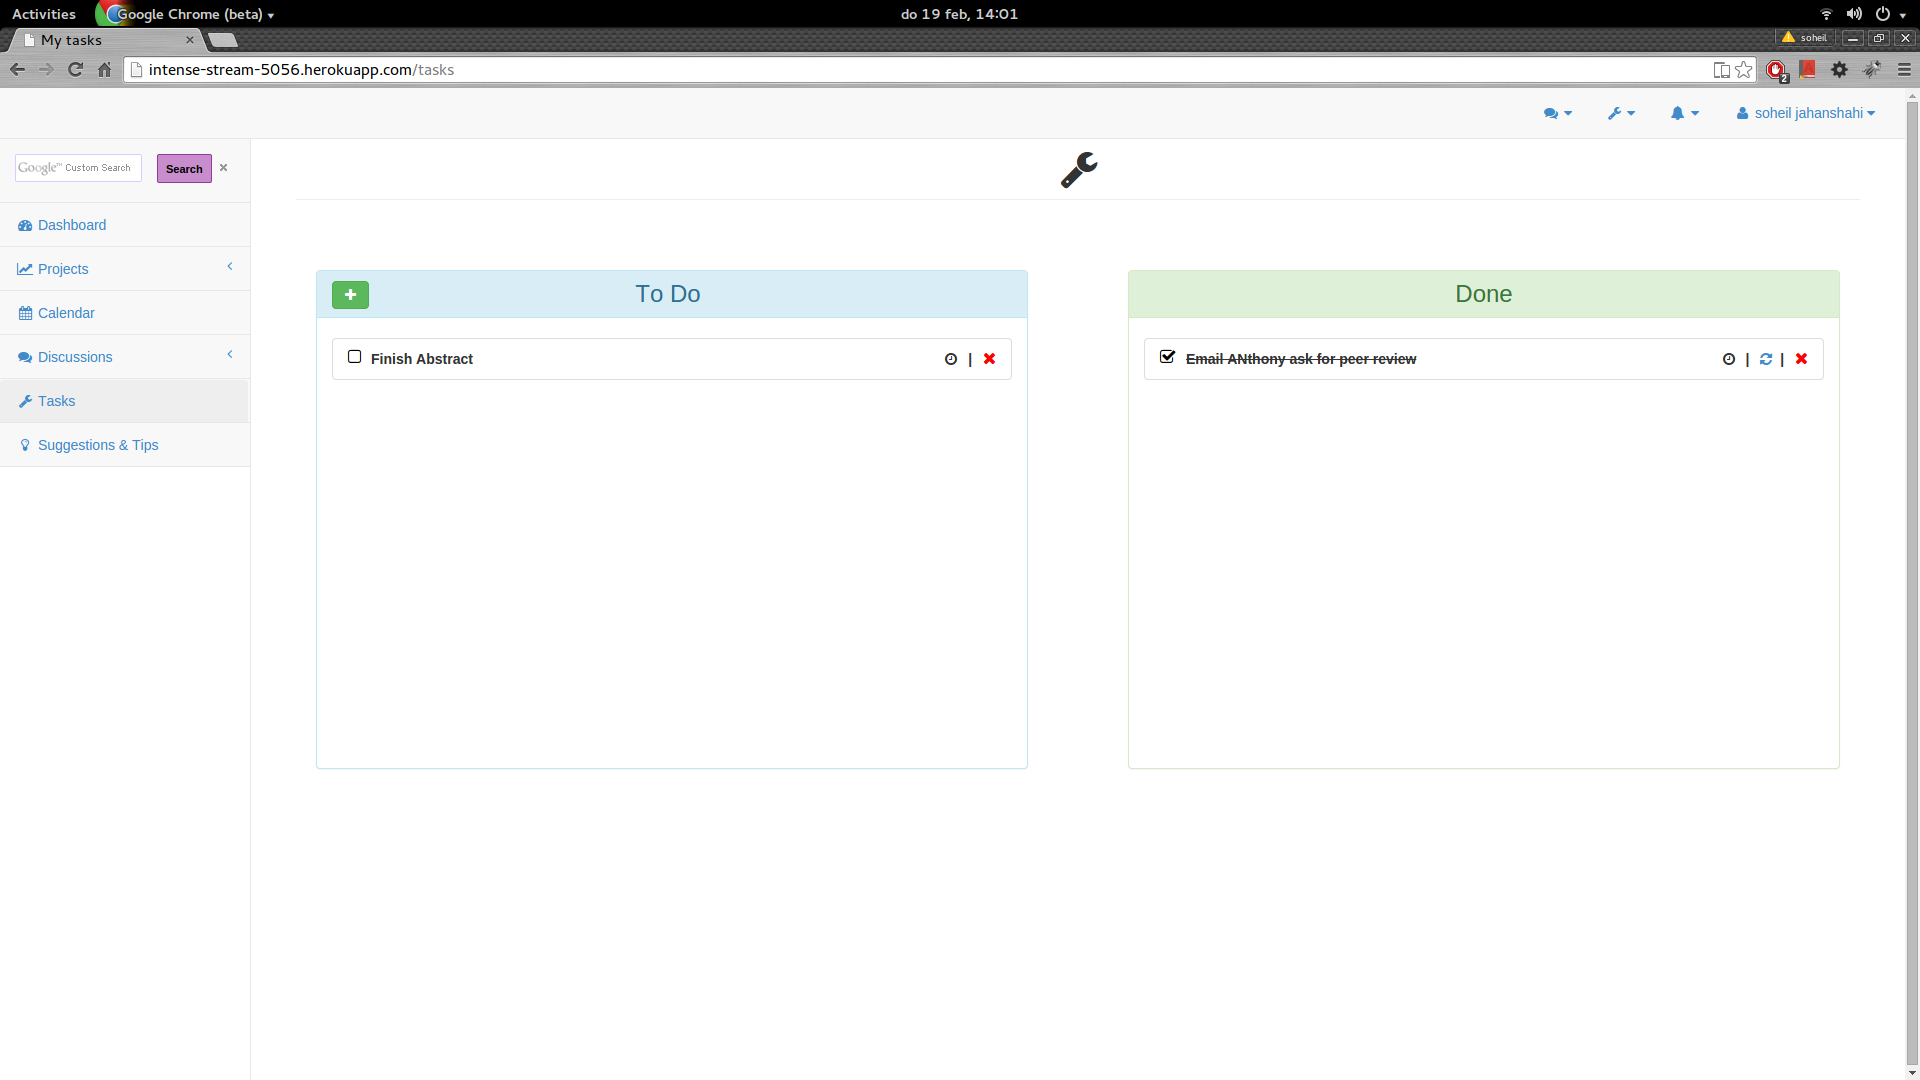 Activities Google Chrome (beta) do 19 feb, 14:01
My tasks soheil
intense-stream-5056.herokuapp.com/tasks 2
soheil jahanshahi
Google™ Custom Search Search
Dashboard
Projects
Calendar
Discussions
Tasks
Suggestions & Tips
To Do
Finish Abstract |
Done
Email ANthony ask for peer review | |